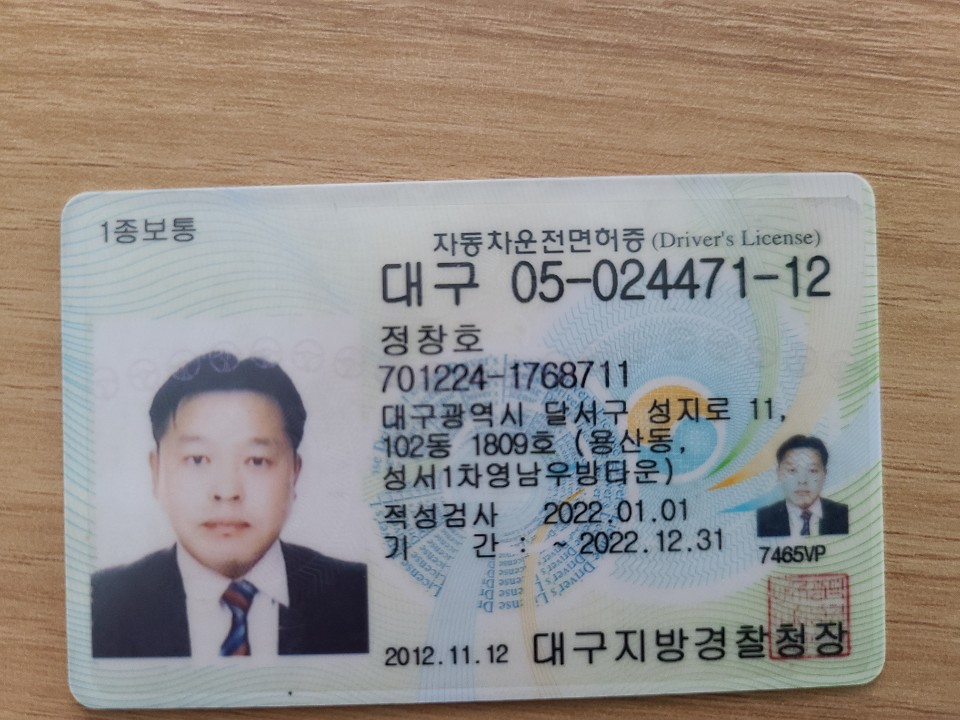 1종보통
자동차운전면허증 (Driver's License)
대구 05-024471-12
정창호
701224-1768711
대구광역시 달서구 성지로 11,
102동 1809호 (용산동,
성서1차영남우방타운)
적성검사 2022.01.01
기 간 : ~ 2022.12.31
7465VP
2012.11.12 대구지방경찰청장